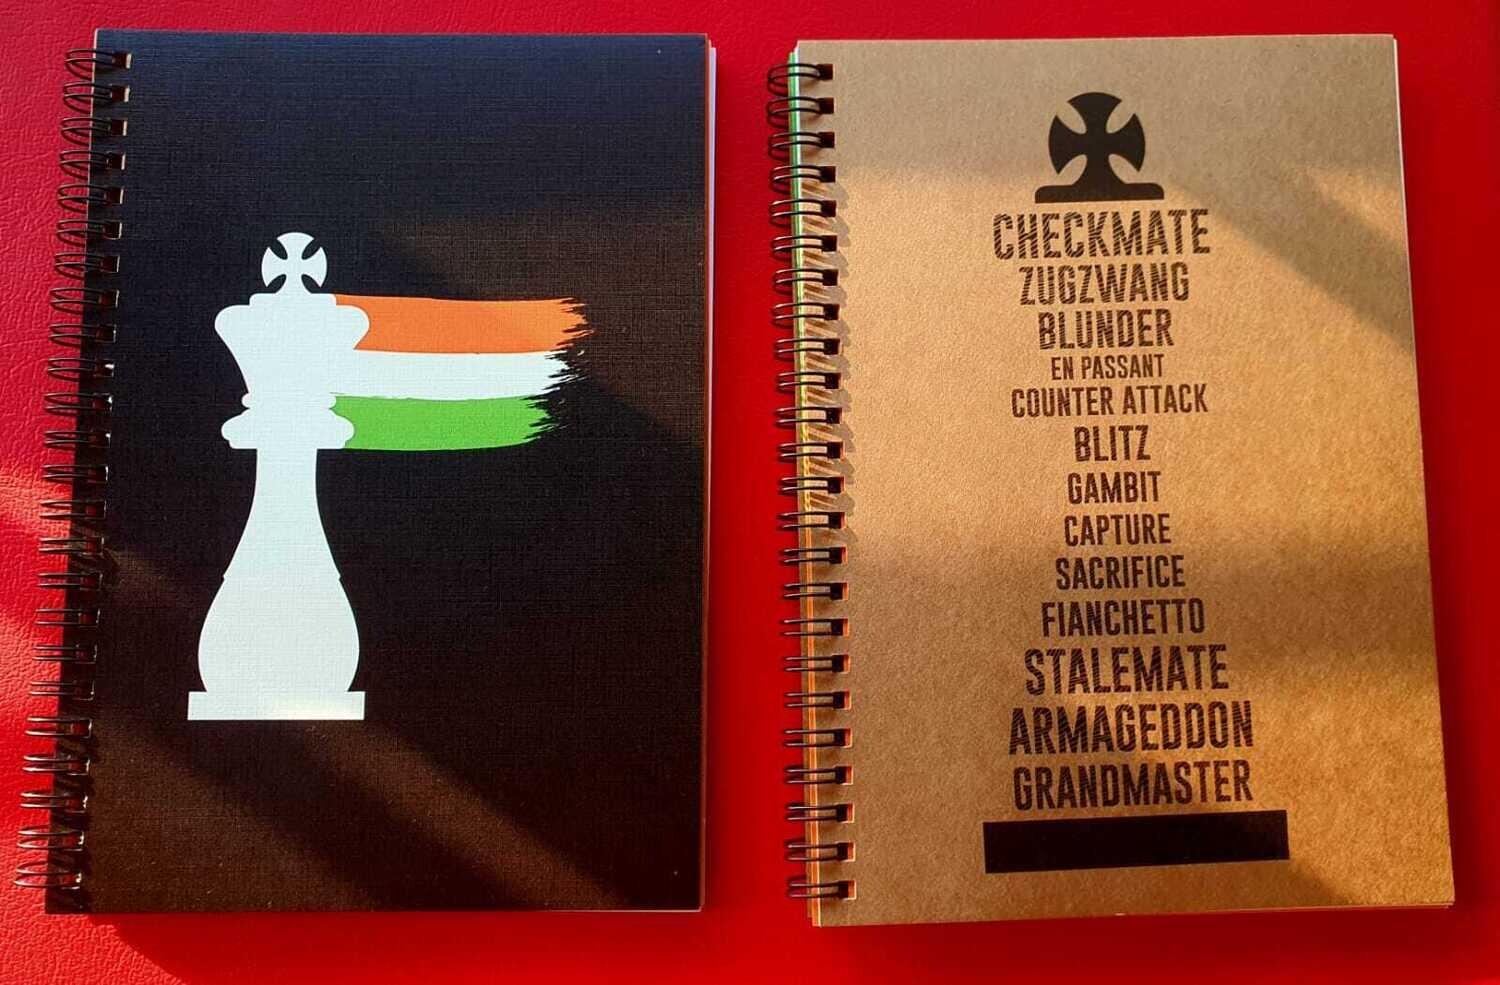 CHECKMATE
ZUGZWANG
BLUNDER
EN PASSANT
COUNTER ATTACK
BLITZ
GAMBIT
CAPTURE
SACRIFICE
FIANCHETTO
STALEMATE
ARMAGEDDON
GRANDMASTER